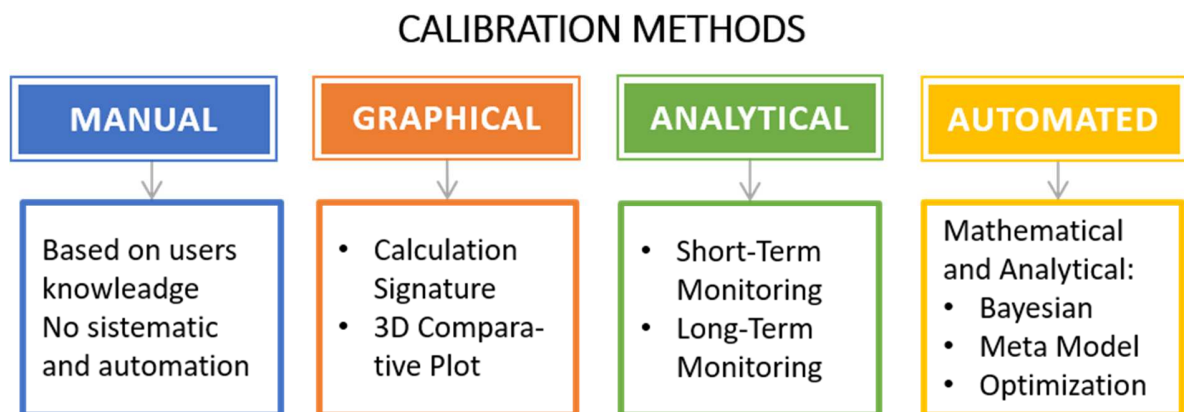 CALIBRATION METHODS
MANUAL
Based on users
knowleadge
No sistematic
and automation
GRAPHICAL
• Calculation
Signature
• 3D Compara-
tive Plot
ANALYTICAL
• Short-Term
Monitoring
• Long-Term
Monitoring
AUTOMATED
Mathematical
and Analytical:
• Bayesian
• Meta Model
• Optimization